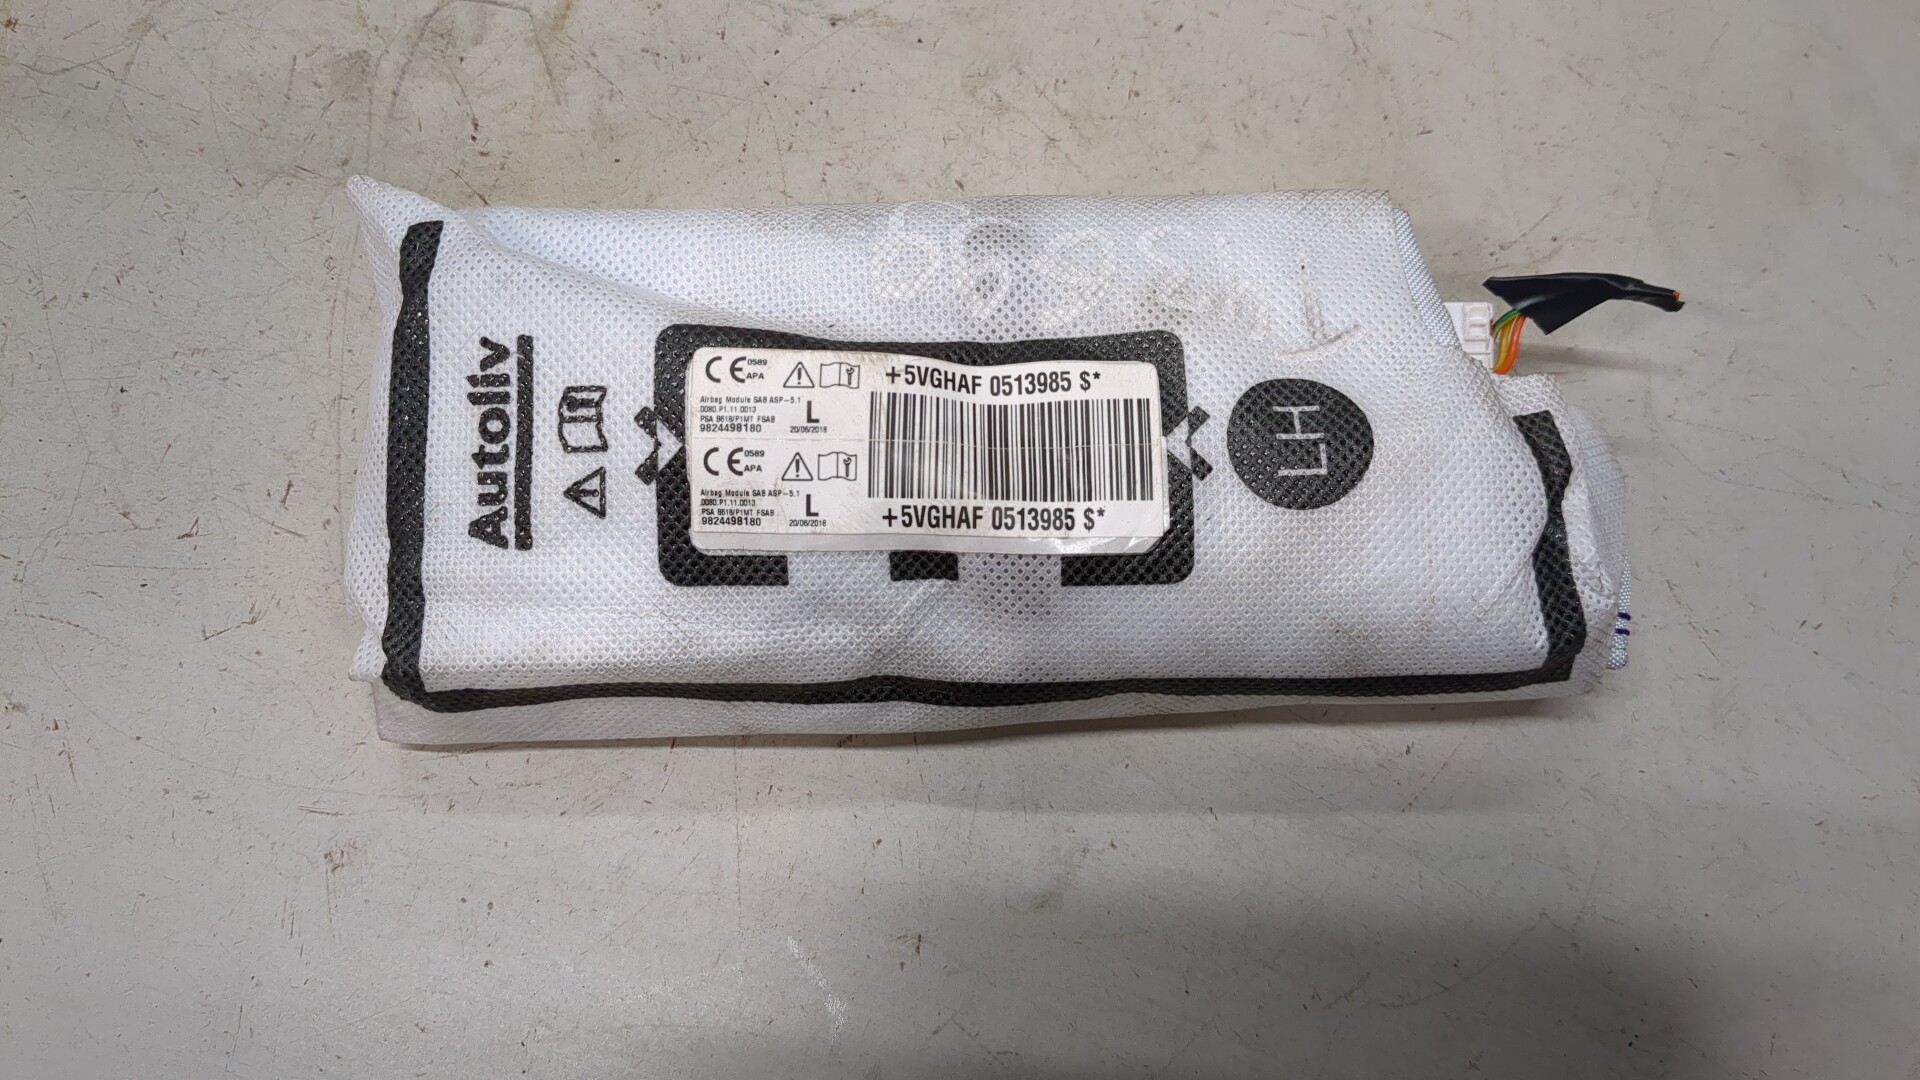 Autoliv
CE 0589
APA
+5VGHAF 0513985 $*
Airbag Module SAB ASP-5.1
0080.P1.11.0013
PSA B618/P1MT FSAB
9824498180
L
20/06/2018
CE 0589
APA
Airbag Module SAB ASP-5.1
0080.P1.11.0013
PSA B618/P1MT FSAB
9824498180
L
20/06/2018
+5VGHAF 0513985 $*
LH